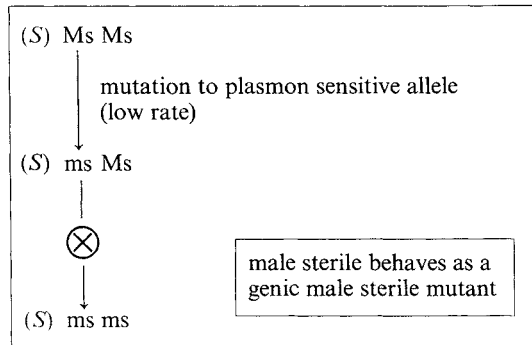 (S) Ms Ms
mutation to plasmon sensitive allele
(low rate)
(S) ms Ms
male sterile behaves as a
genic male sterile mutant
(S) ms ms